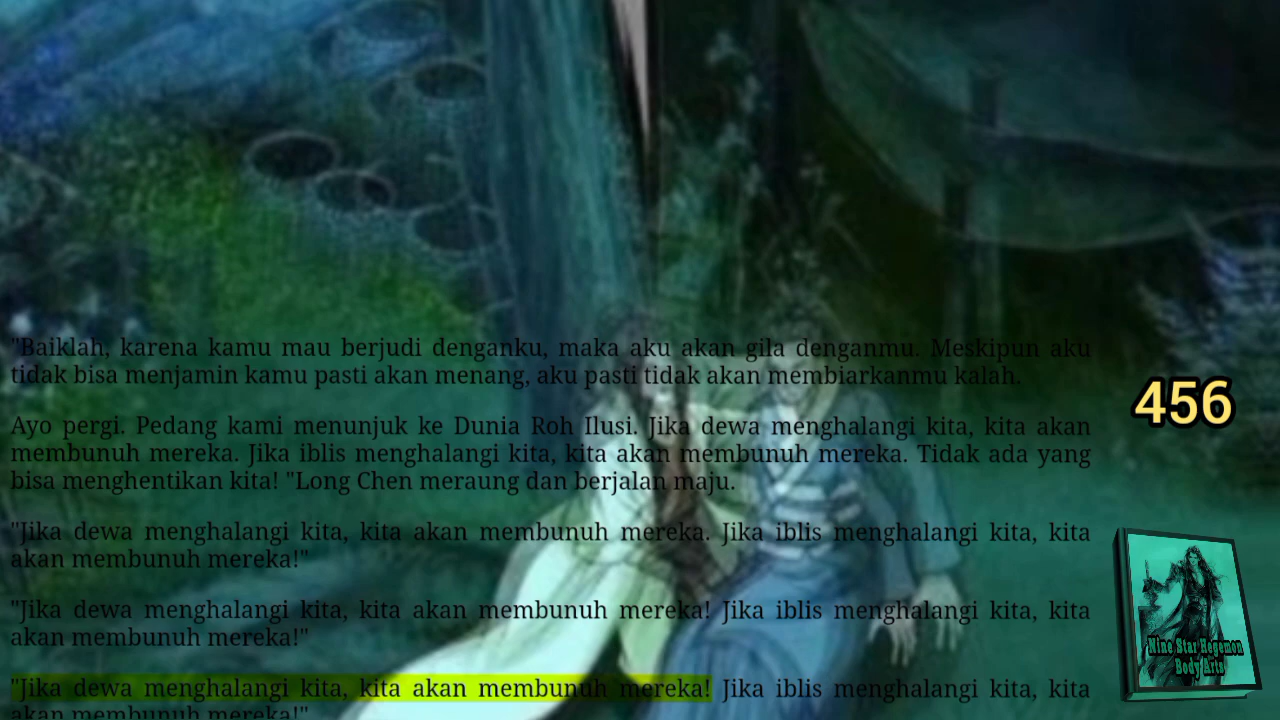 "Baiklah, karena kamu mau berjudi denganku, maka aku akan gila denganmu. Meskipun aku
tidak bisa menjamin kamu pasti akan menang, aku pasti tidak akan membiarkanmu kalah.
Ayo pergi. Pedang kami menunjuk ke Dunia Roh Ilusi. Jika dewa menghalangi kita, kita akan
membunuh mereka. Jika iblis menghalangi kita, kita akan membunuh mereka. Tidak ada yang
bisa menghentikan kita! "Long Chen meraung dan berjalan maju.
"Jika dewa menghalangi kita, kita akan membunuh mereka. Jika iblis menghalangi kita, kita
akan membunuh mereka!"
"Jika dewa menghalangi kita, kita akan membunuh mereka! Jika iblis menghalangi kita, kita
akan membunuh mereka!"
"Jika dewa menghalangi kita, kita akan membunuh mereka! Jika iblis menghalangi kita, kita
akan membunuh mereka!"
456
Nine Star Hegemon
Body Arts